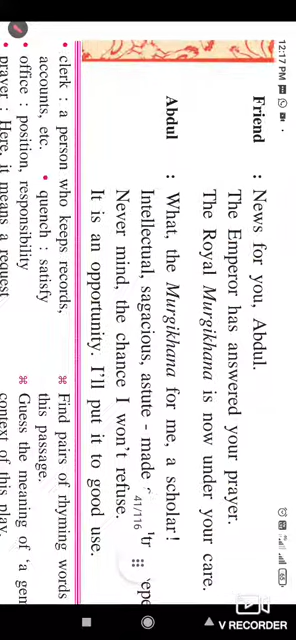 12:17 PM
Friend : News for you, Abdul.
The Emperor has answered your prayer.
The Royal Murgikhana is now under your care.
Abdul : What, the Murgikhana for me, a scholar!
Intellectual, sagacious, astute - made
Never mind, the chance I won't refuse.
It is an opportunity. I'll put it to good use.
41/116
• clerk : a person who keeps records,
accounts, etc. • quench : satisfy
• office : position, responsibility
• prayer : Here, it means a request
⌘ Find pairs of rhyming words
this passage.
⌘ Guess the meaning of 'a gem
context of this play.
V RECORDER